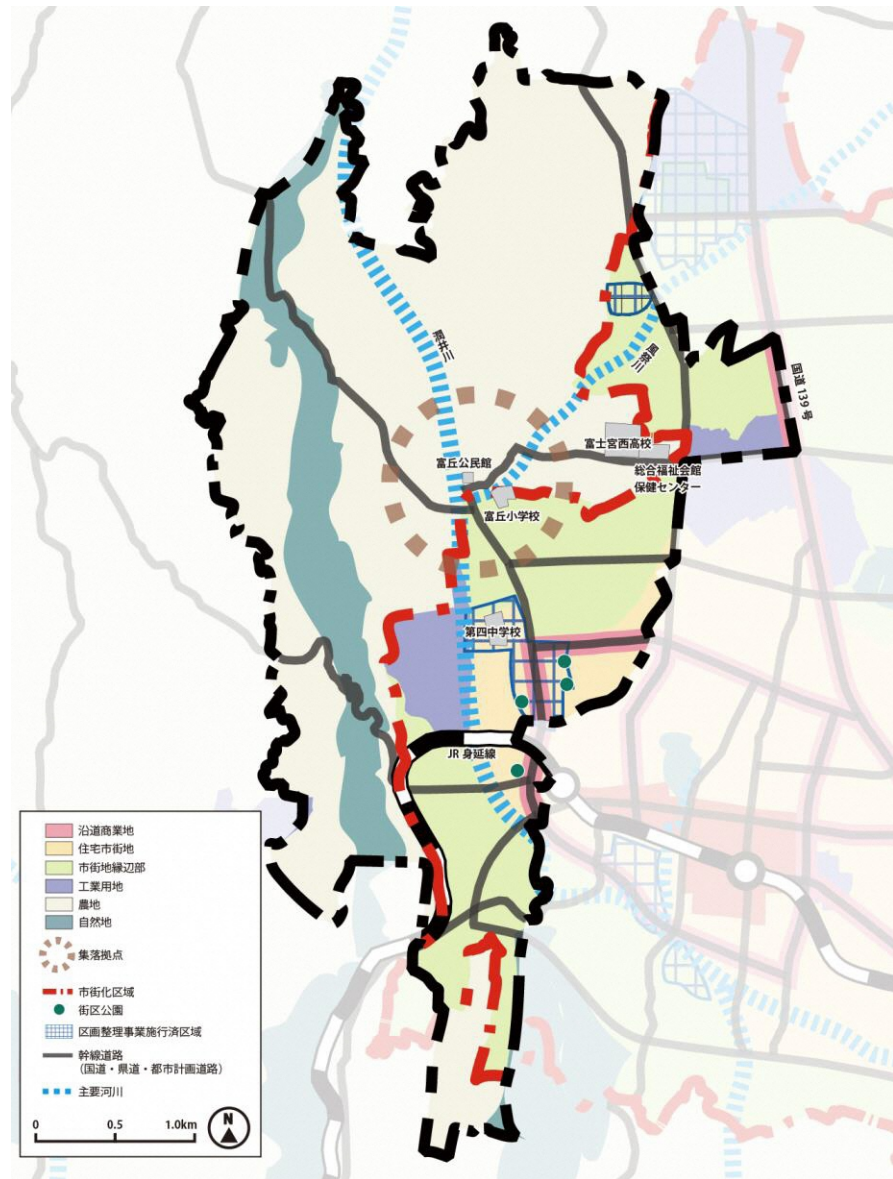 潤井川
風祭川
国道139号
富士宮西高校
富丘公民館
総合福祉会館
保健センター
富丘小学校
第四中学校
JR 身延線
沿道商業地
住宅市街地
市街地縁辺部
工業用地
農地
自然地
集落拠点
市街化区域
街区公園
区画整理事業施行済区域
幹線道路
(国道・県道・都市計画道路)
主要河川
0 0.5 1.0km
N